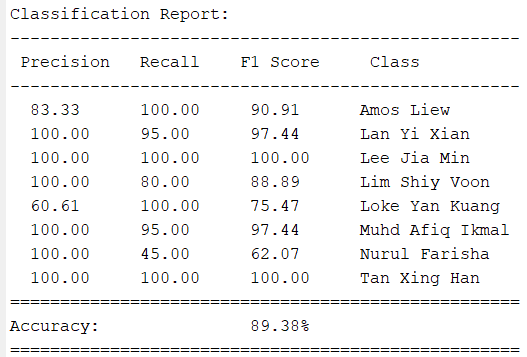 Classification Report:
Precision Recall F1 Score Class
83.33 100.00 90.91 Amos Liew
100.00 95.00 97.44 Lan Yi Xian
100.00 100.00 100.00 Lee Jia Min
100.00 80.00 88.89 Lim Shiy Voon
60.61 100.00 75.47 Loke Yan Kuang
100.00 95.00 97.44 Muhd Afiq Ikmal
100.00 45.00 62.07 Nurul Farisha
100.00 100.00 100.00 Tan Xing Han
Accuracy: 89.38%